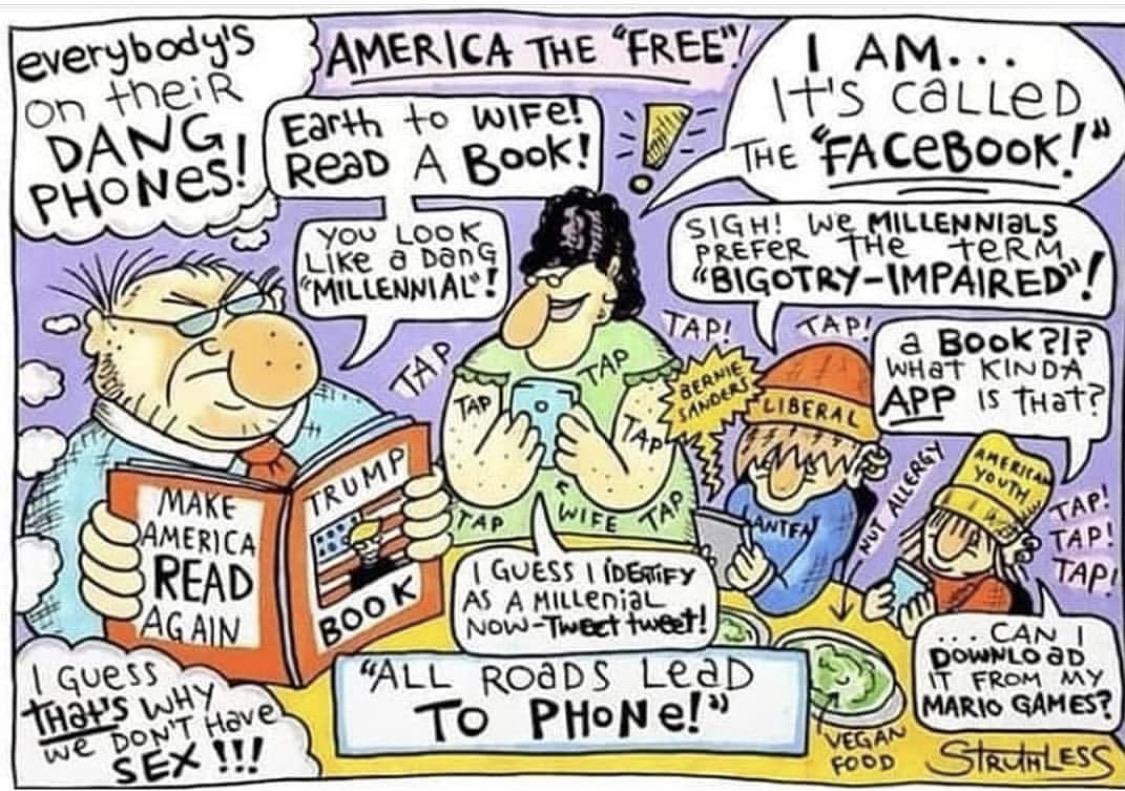 everybody's
on theiR
DANG
PHONes!
AMERICA THE "FREE"!
Earth to WIFe!
ReaD A Book!
YOU LOOK
LIKE a DanG
"MILLENNIAL"!
I AM...
It's caLLeD
THE "FACeBOOK!"
SIGH! We MILLENNIALS
PREFER THE teRM
"BIGOTRY-IMPAIRED"!
a BOOK?!?
WHat KINDA
APP IS tHat?
TAP
TAP
TAP
TAP
TAP
TAP
TAP!
TAP!
BERNIE
SANDERS
LIBERAL
ANTFA
NUT ALLERGY
AMERICAN
YOUTH
TAP!
TAP!
TAP!
WIFE
MAKE
AMERICA
READ
AGAIN
TRUMP
BOOK
I GUESS I iDENtiFY
AS A MILLeniaL
NOW-Tweet tweet!
... CAN I
DOWNLOaD
IT FROM MY
MARIO GAMES?
I GUeSS
tHAt'S WHY
we DON'T Have
SEX!!!
"ALL ROADS LeaD
TO PHONe!"
VEGAN
FOOD
StRUtHLESS